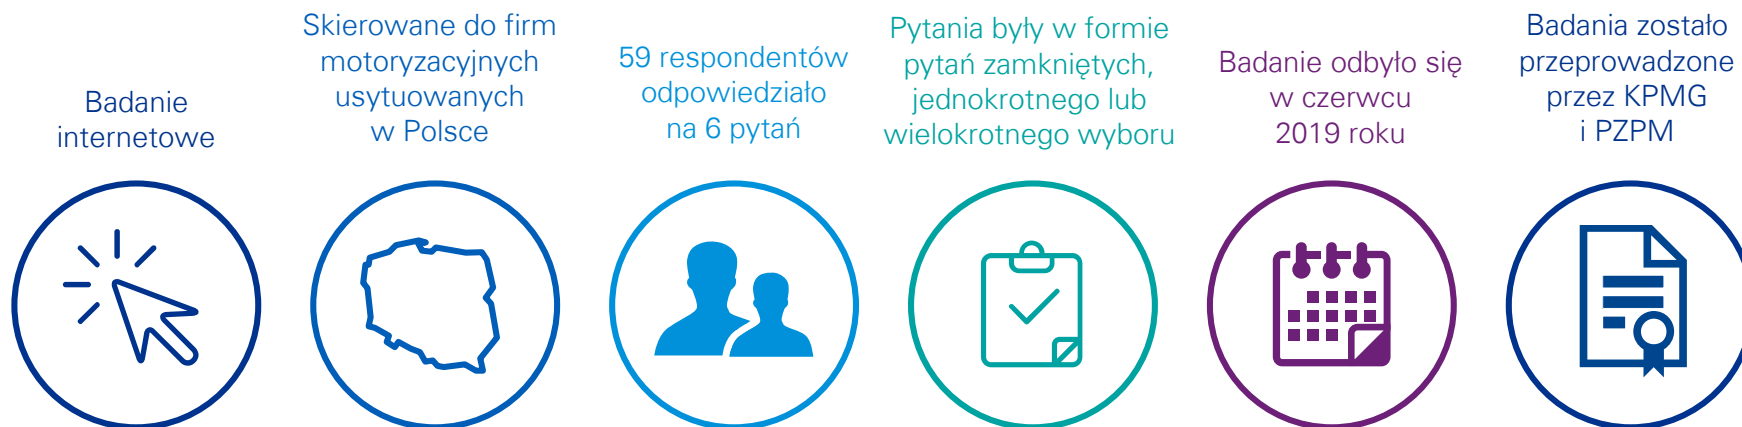 Badanie
internetowe
Skierowane do firm
motoryzacyjnych
usytuowanych
w Polsce
59 respondentów
odpowiedziało
na 6 pytań
Pytania były w formie
pytań zamkniętych,
jednokrotnego lub
wielokrotnego wyboru
Badanie odbyło się
w czerwcu
2019 roku
Badania zostało
przeprowadzone
przez KPMG
i PZPM